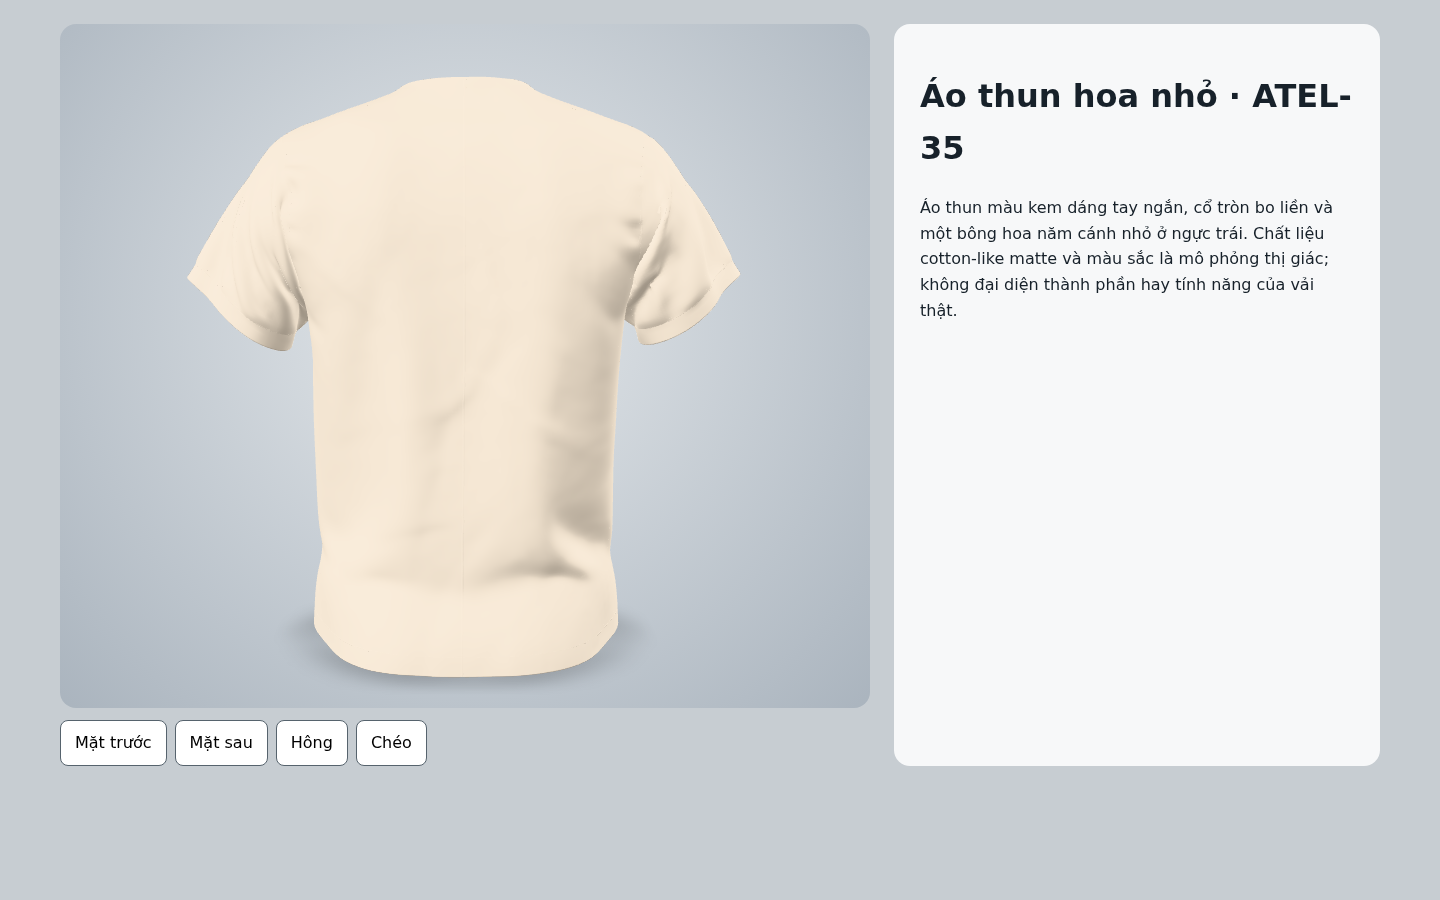 Áo thun hoa nhỏ · ATEL-
35
Áo thun màu kem dáng tay ngắn, cổ tròn bo liền và
một bông hoa năm cánh nhỏ ở ngực trái. Chất liệu
cotton-like matte và màu sắc là mô phỏng thị giác;
không đại diện thành phần hay tính năng của vải
thật.
Mặt trước
Mặt sau
Hông
Chéo